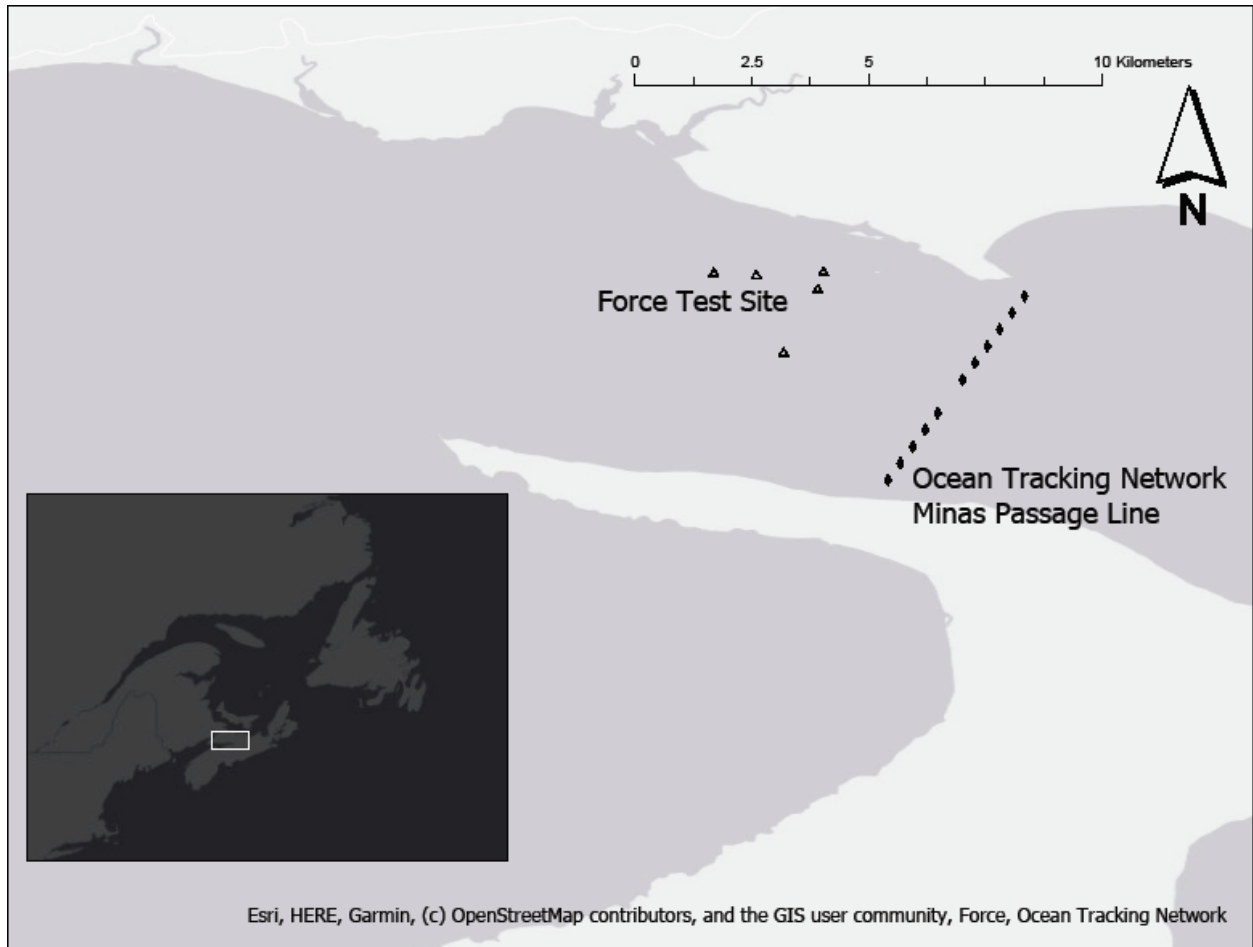 0 2.5 5 10 Kilometers
N
Force Test Site
Ocean Tracking Network
Minas Passage Line
Esri, HERE, Garmin, (c) OpenStreetMap contributors, and the GIS user community, Force, Ocean Tracking Network